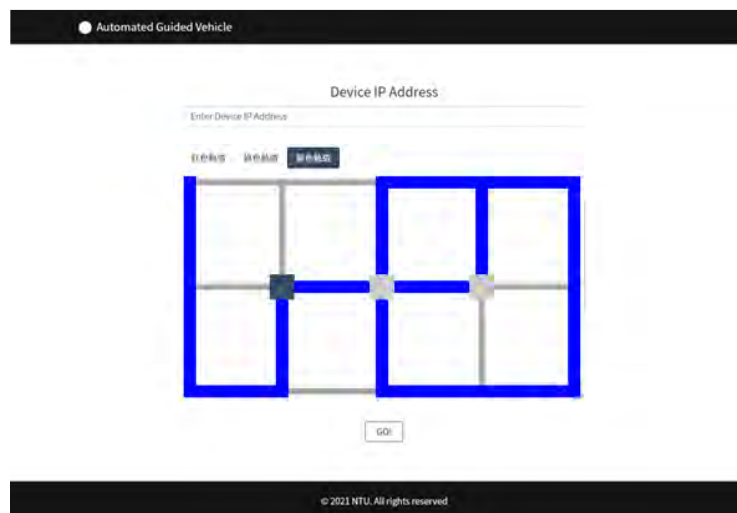 Automated Guided Vehicle
Device IP Address
Enter Device IP Address
GO!
© 2021 NTU. All rights reserved